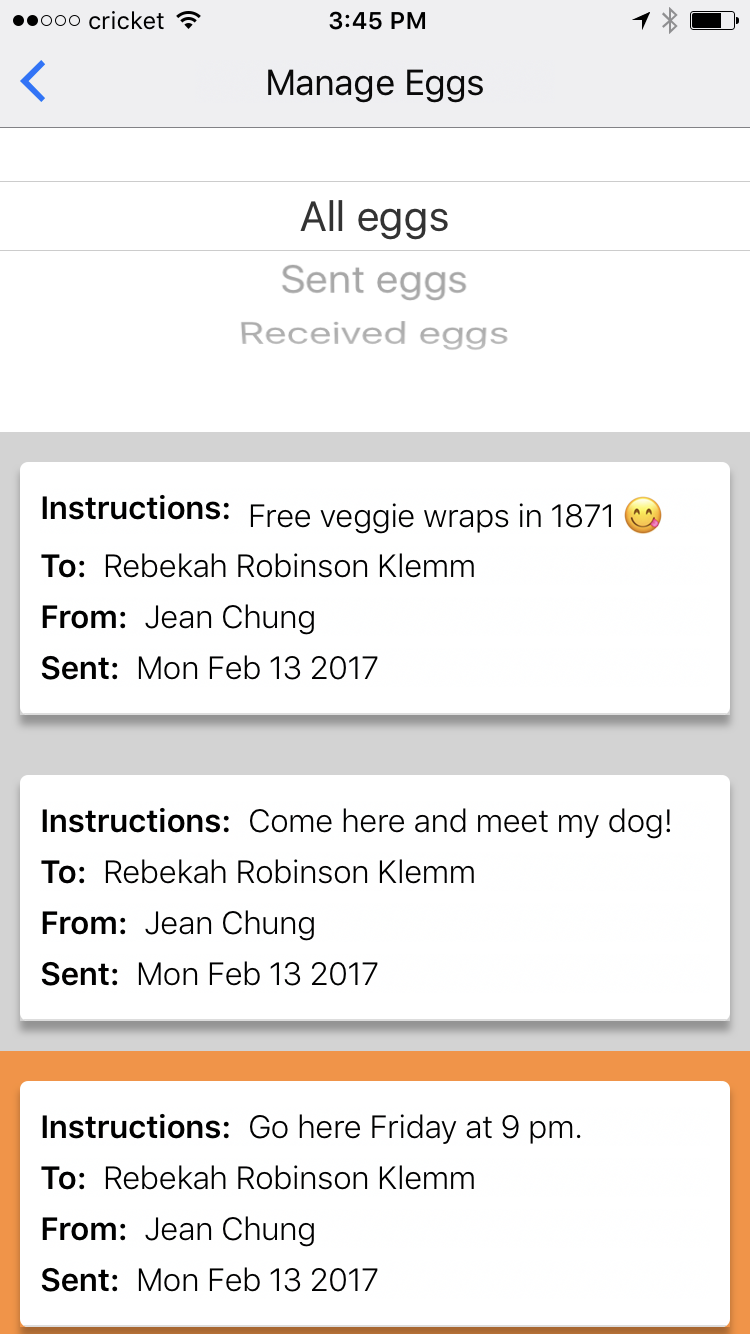 cricket 3:45 PM
Manage Eggs
All eggs
Sent eggs
Received eggs
Instructions: Free veggie wraps in 1871 😋
To: Rebekah Robinson Klemm
From: Jean Chung
Sent: Mon Feb 13 2017
Instructions: Come here and meet my dog!
To: Rebekah Robinson Klemm
From: Jean Chung
Sent: Mon Feb 13 2017
Instructions: Go here Friday at 9 pm.
To: Rebekah Robinson Klemm
From: Jean Chung
Sent: Mon Feb 13 2017